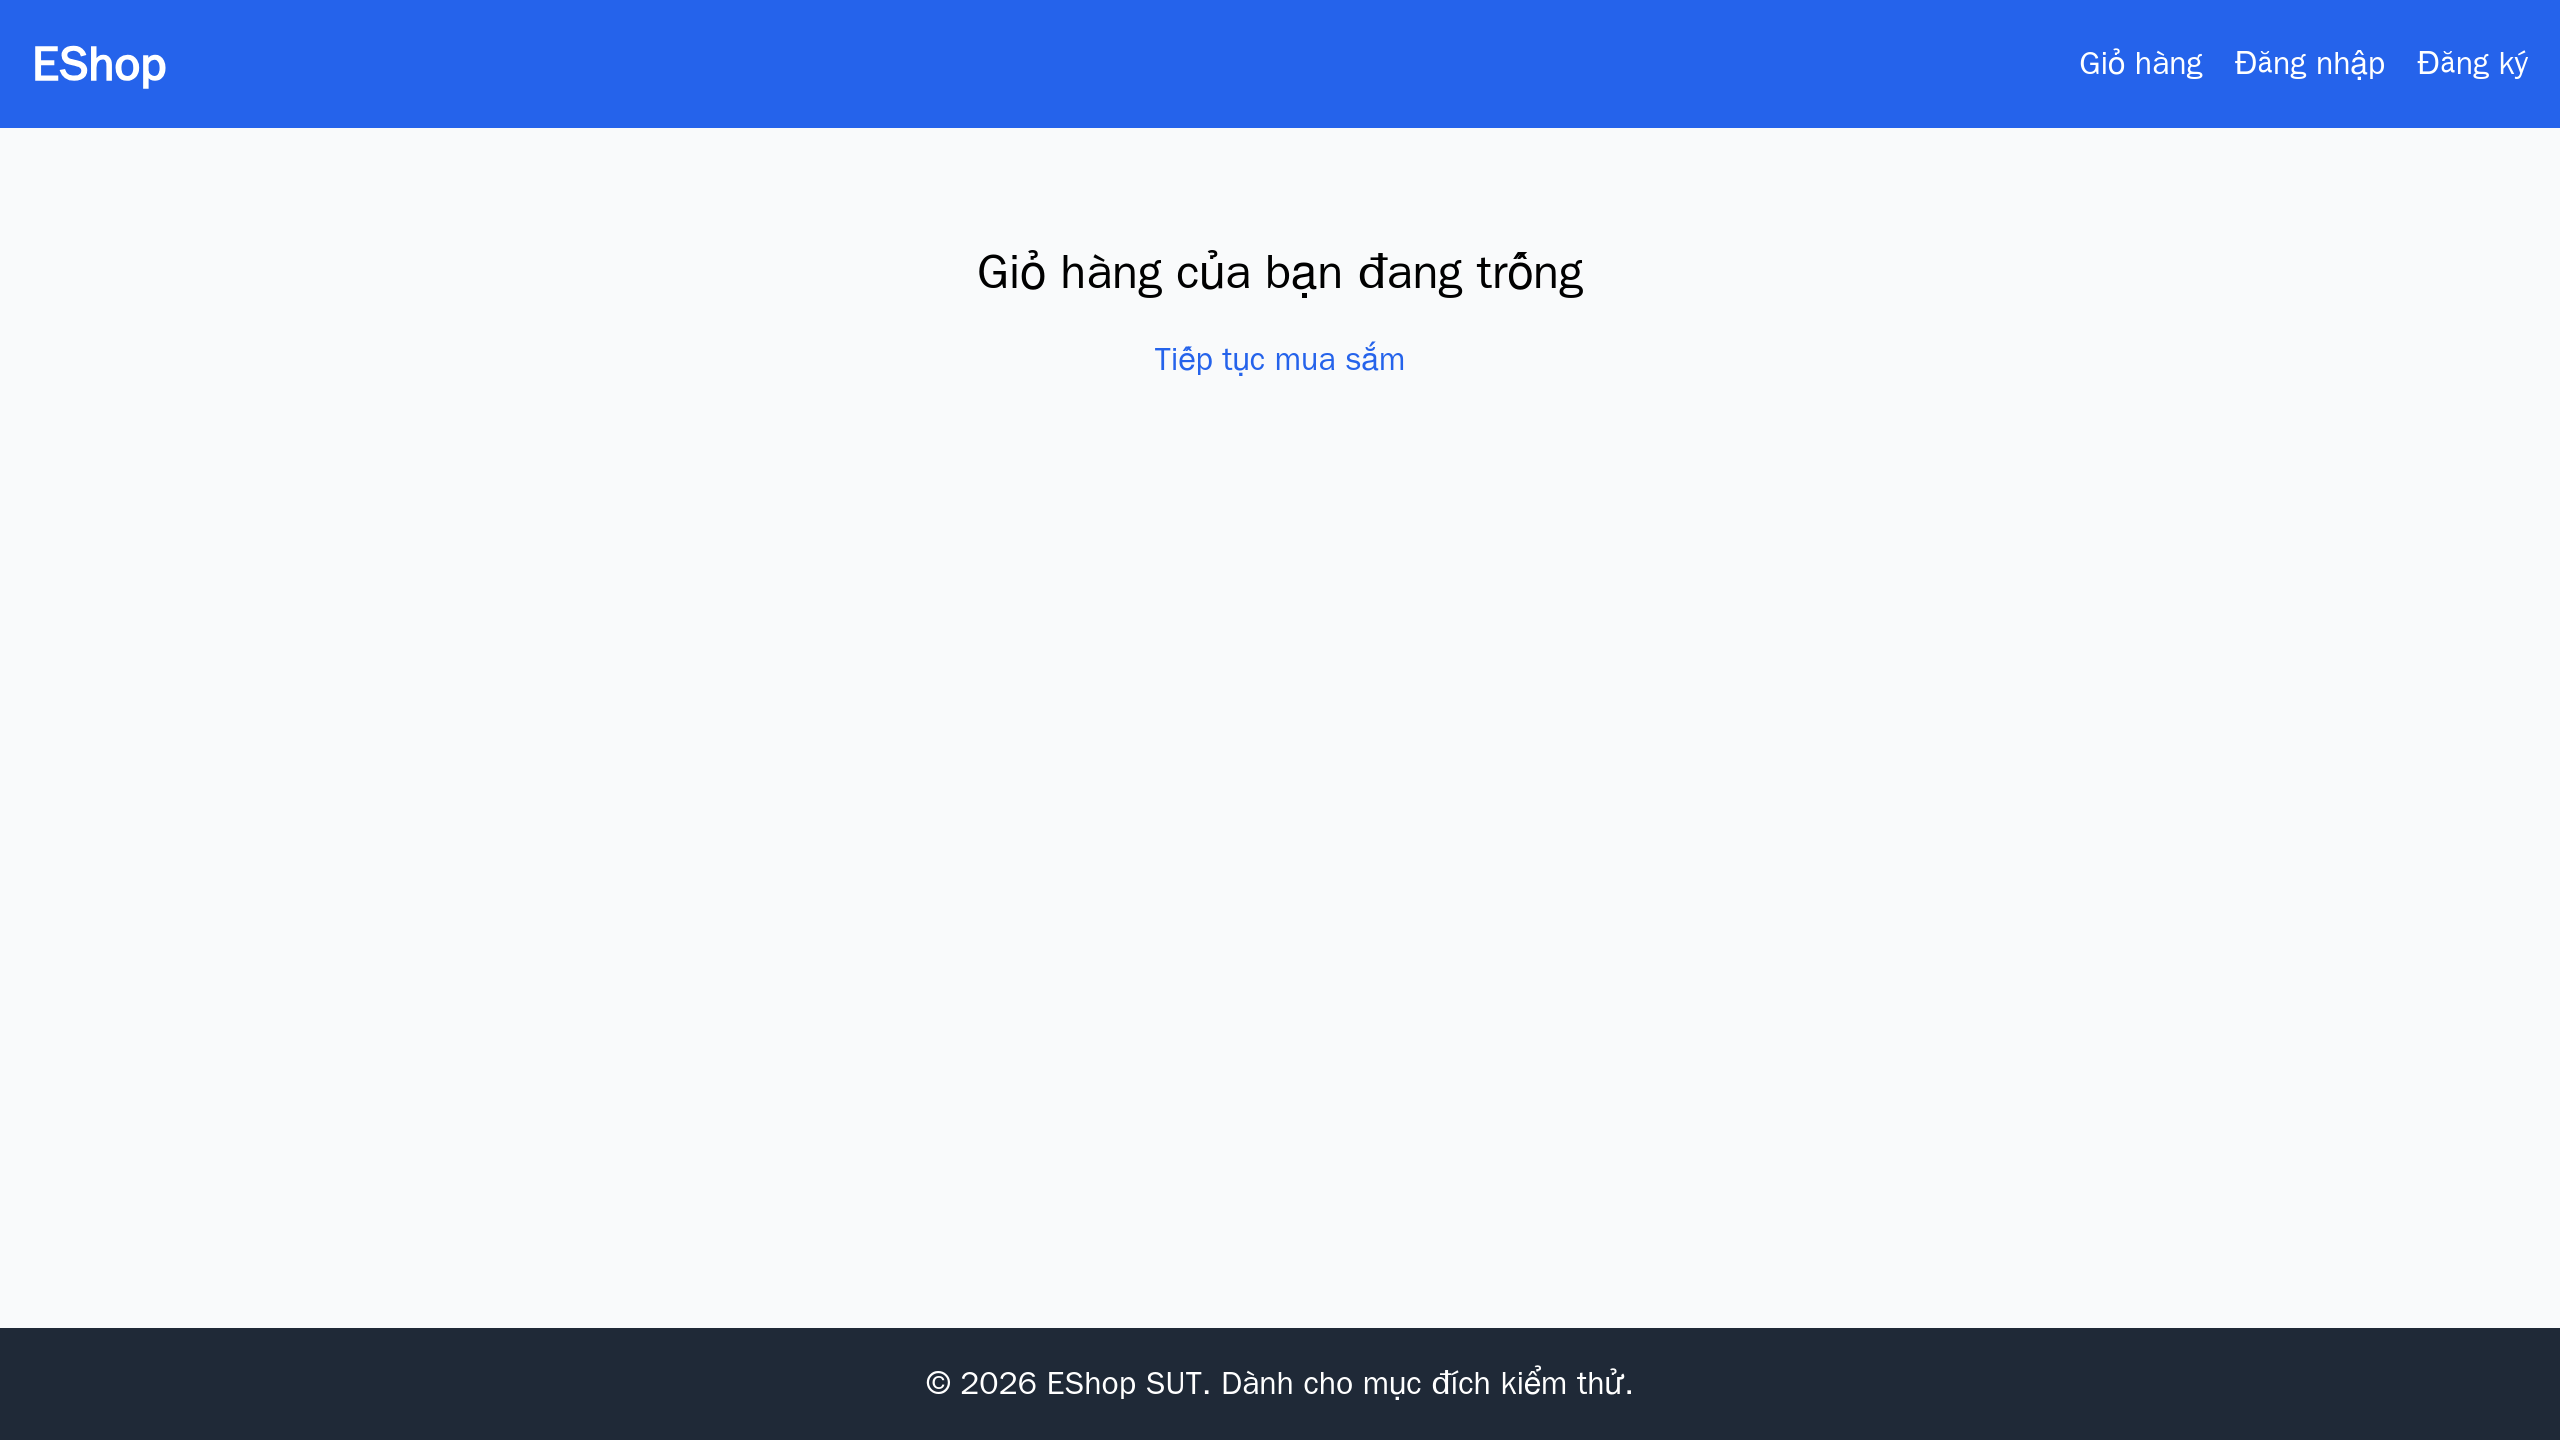 EShop
Giỏ hàng Đăng nhập Đăng ký
Giỏ hàng của bạn đang trống
Tiếp tục mua sắm
© 2026 EShop SUT. Dành cho mục đích kiểm thử.